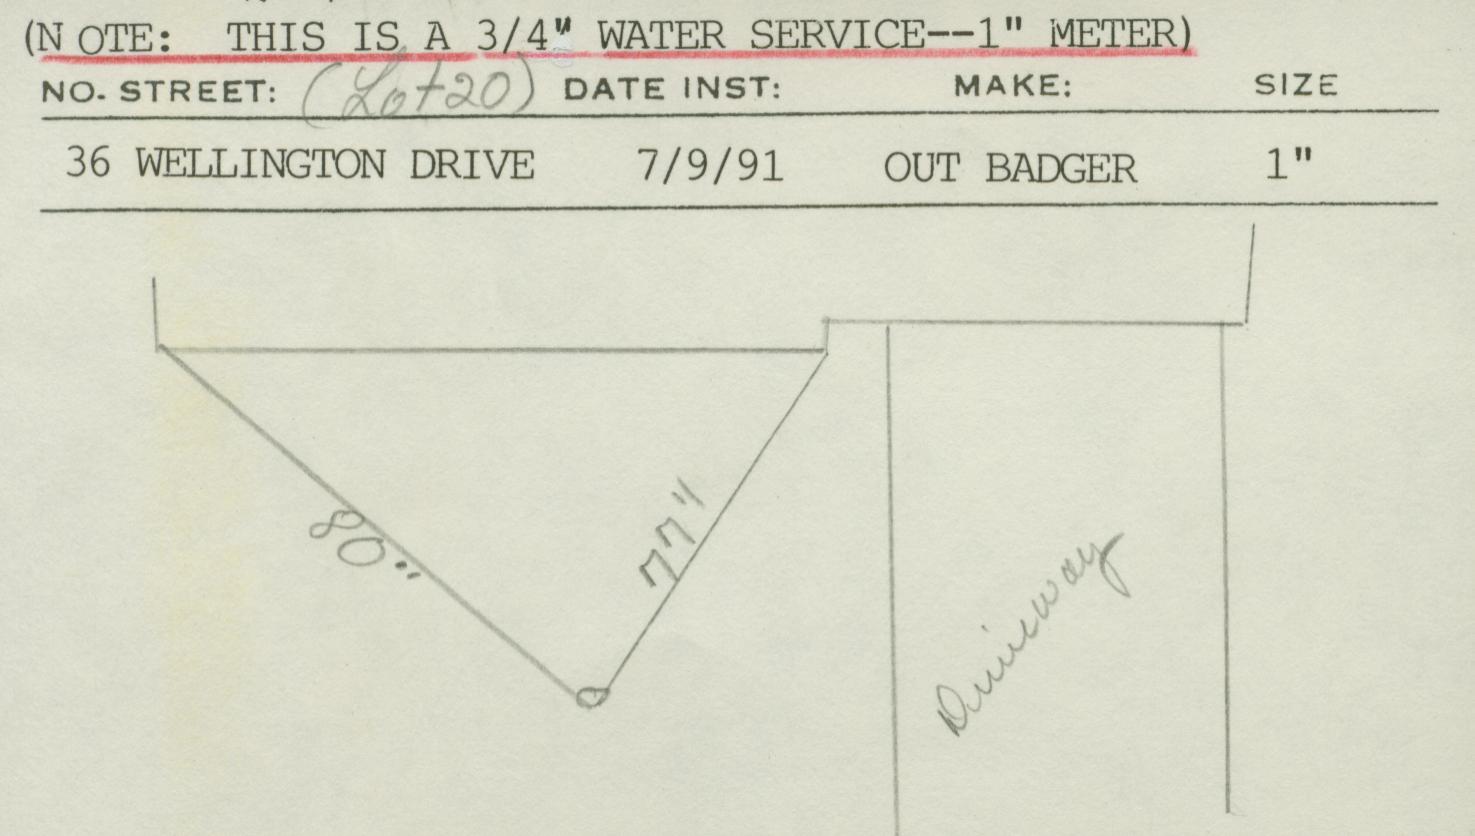 (N OTE: THIS IS A 3/4" WATER SERVICE--1" METER)
NO. STREET: (Lot 20) DATE INST: MAKE: SIZE
36 WELLINGTON DRIVE 7/9/91 OUT BADGER 1"
80"
77"
Driveway